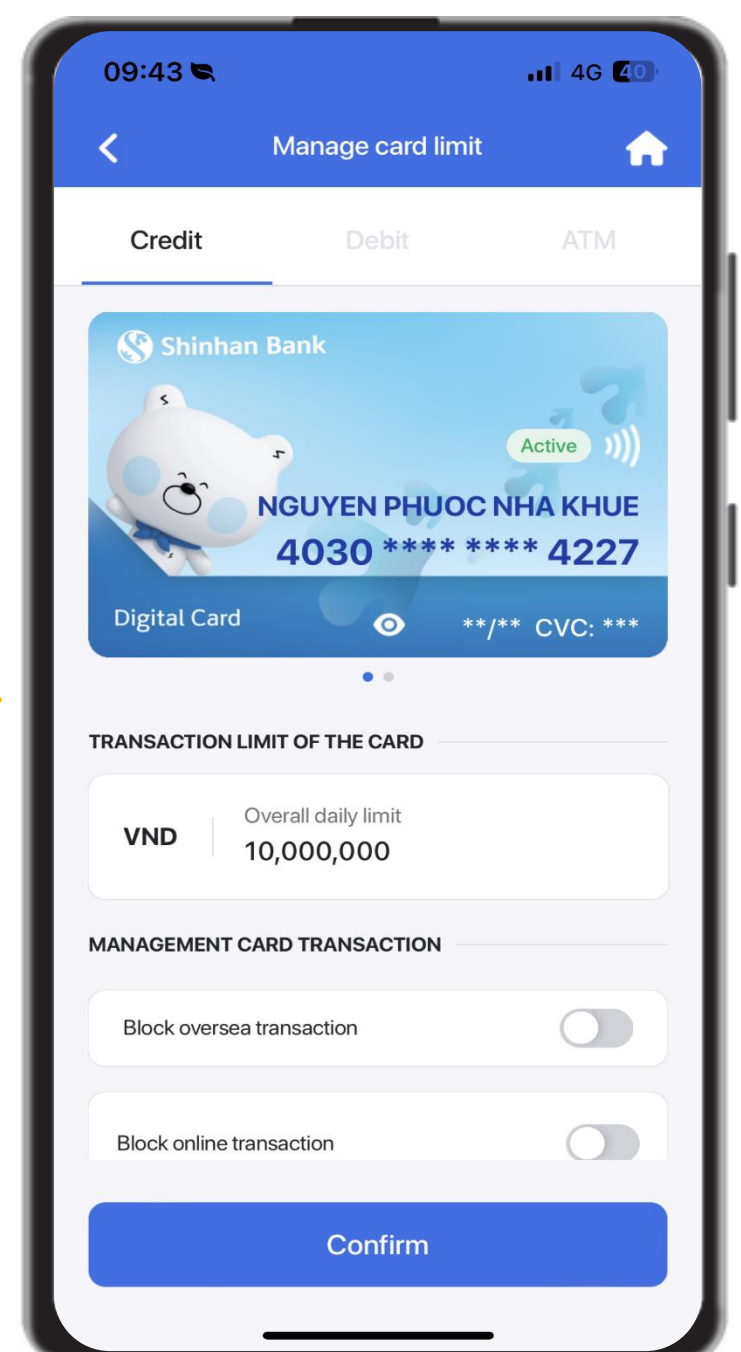 09:43 4G 40
Manage card limit
Credit Debit ATM
Shinhan Bank
Active
NGUYEN PHUOC NHA KHUE
4030 **** **** 4227
Digital Card **/** CVC: ***
TRANSACTION LIMIT OF THE CARD
Overall daily limit
VND
10,000,000
MANAGEMENT CARD TRANSACTION
Block oversea transaction
Block online transaction
Confirm